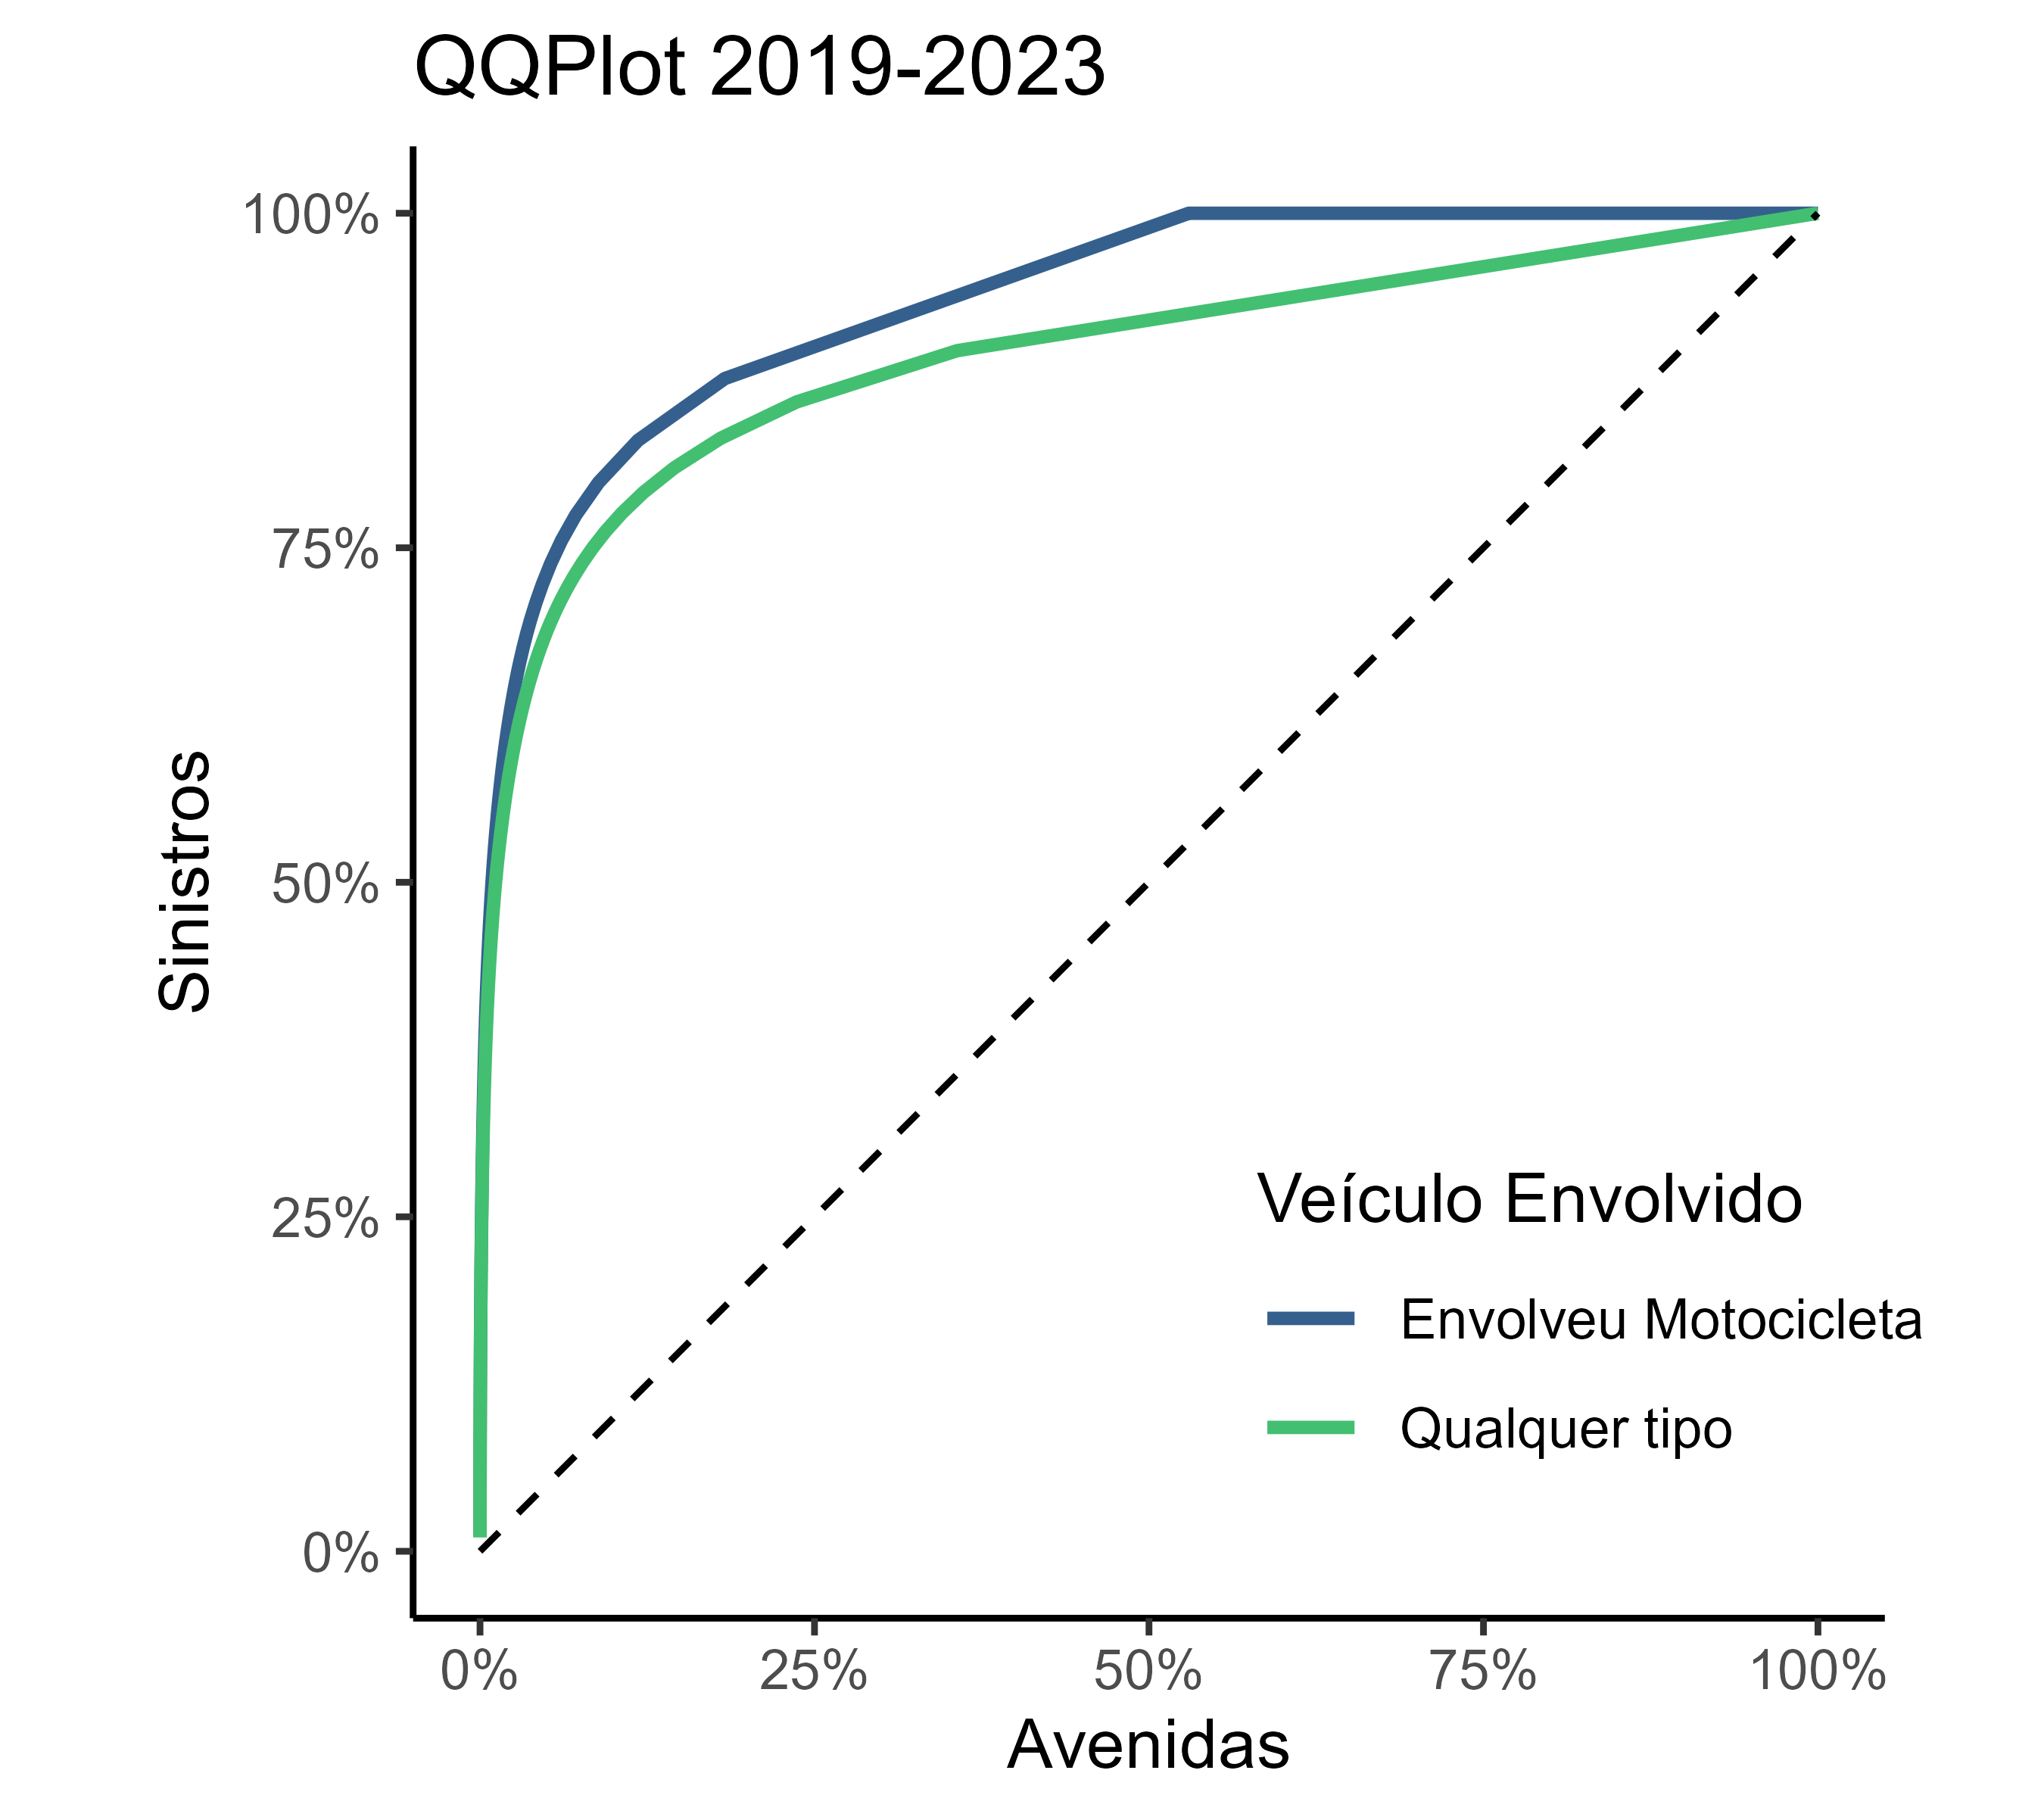 QQPlot 2019-2023
100%
75%
50%
25%
0%
Sinistros
Veículo Envolvido
Envolveu Motocicleta
Qualquer tipo
0% 25% 50% 75% 100%
Avenidas